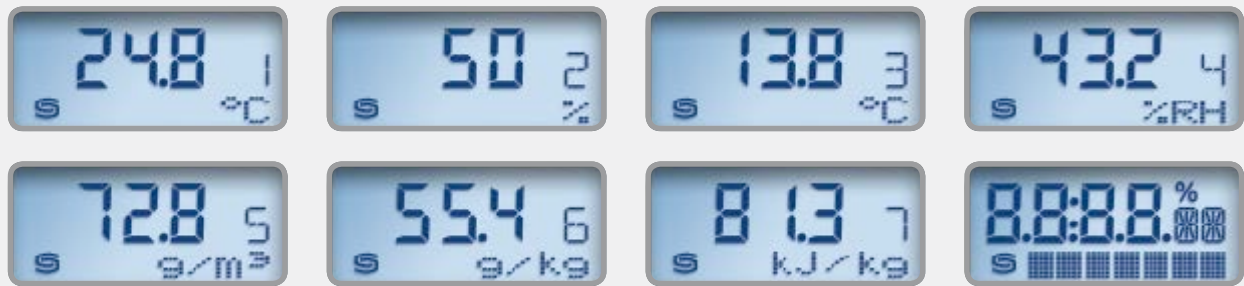 24.8 1
S °C
50 2
S %
13.8 3
S °C
43.2 4
S %RH
72.8 5
S g/m³
55.4 6
S g/kg
81.3 7
S kJ/kg
8.8:8.8. %
S